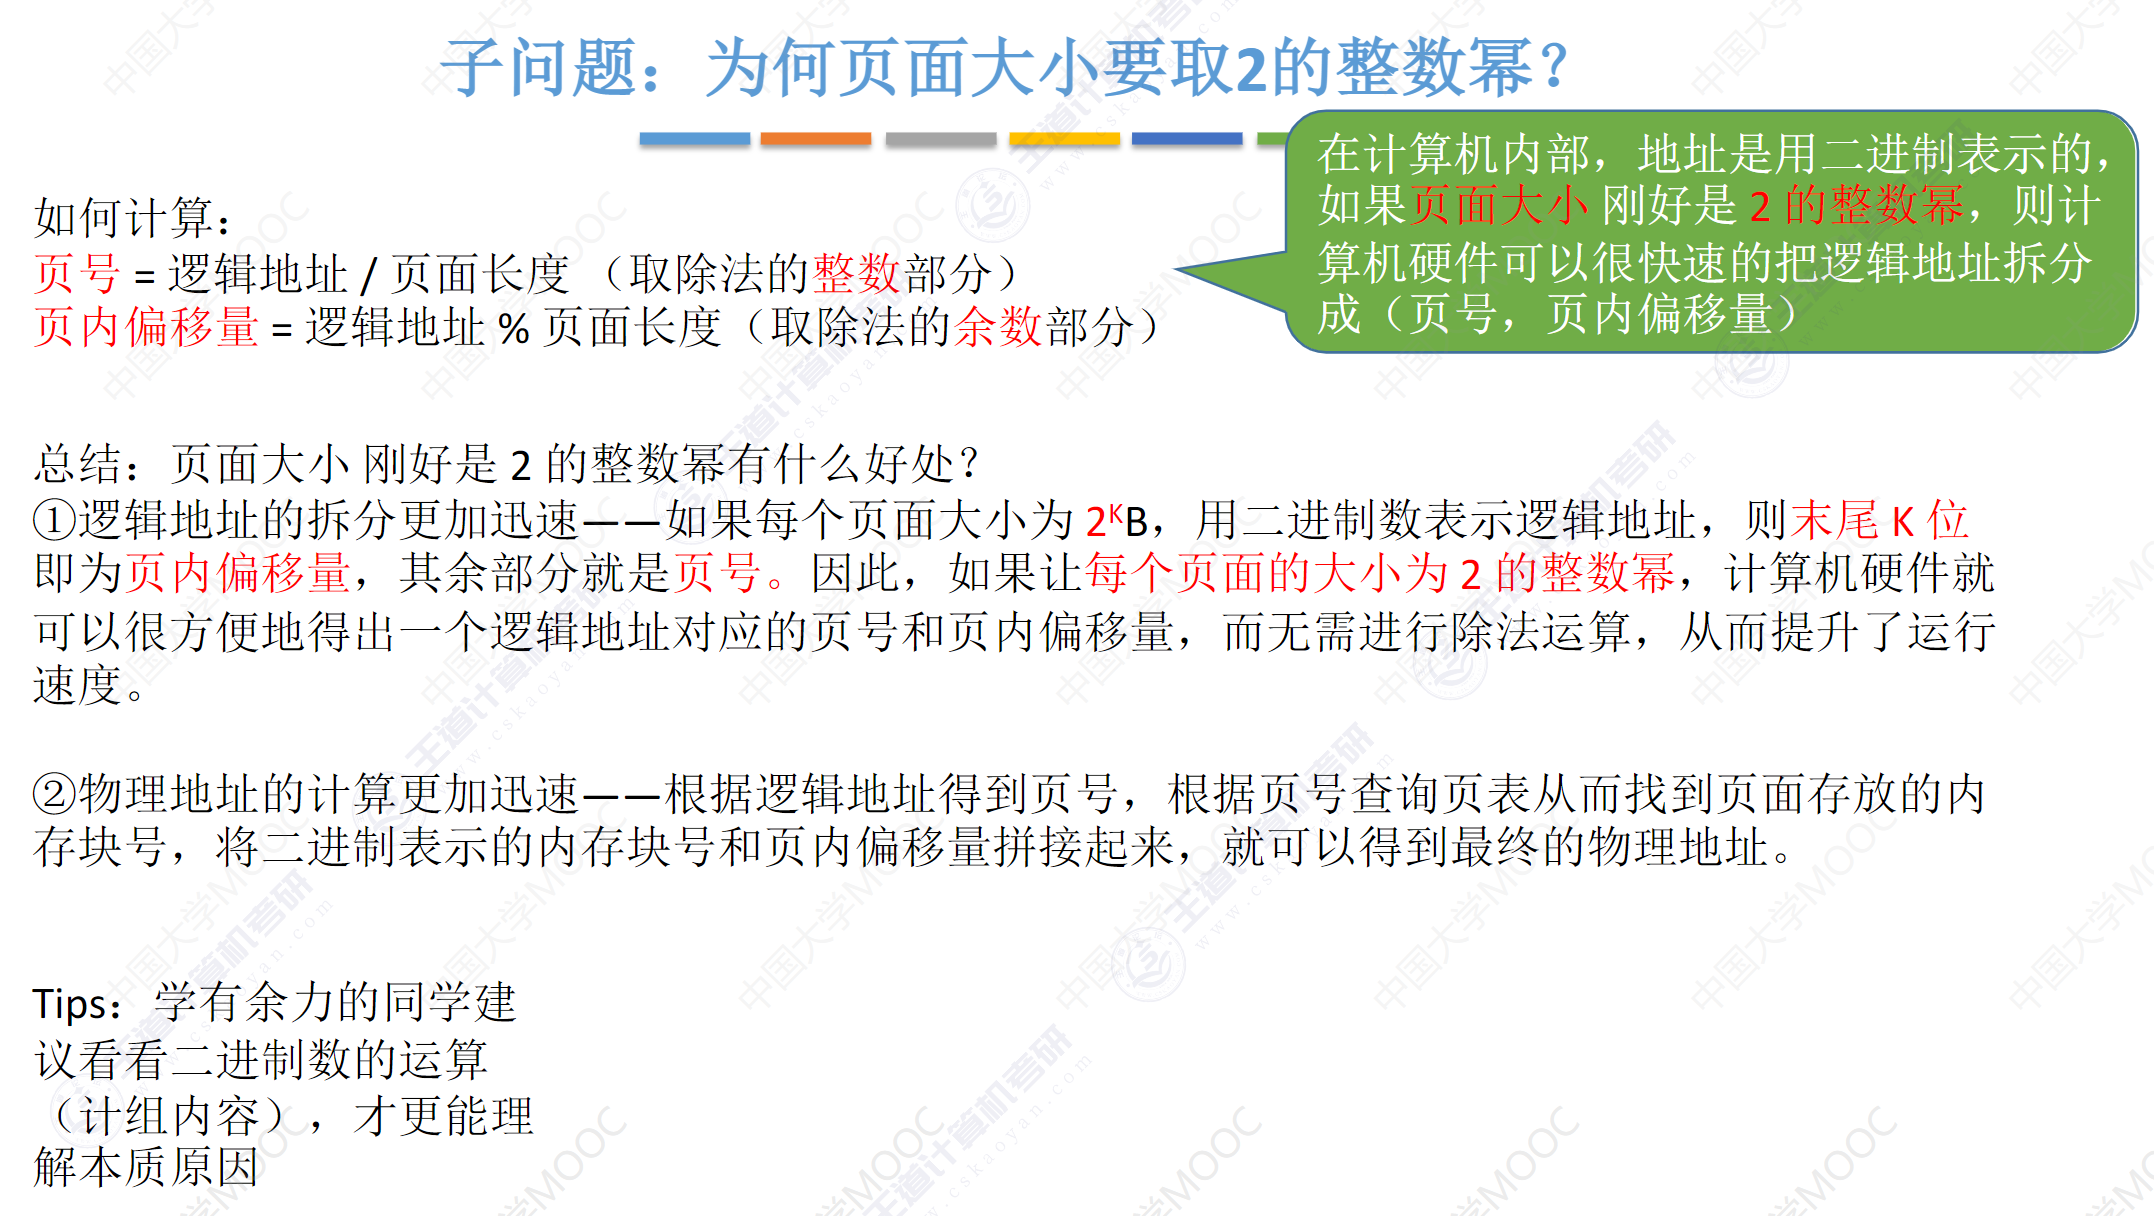 子问题：为何页面大小要取2的整数幂？
在计算机内部，地址是用二进制表示的，
如果页面大小 刚好是 2 的整数幂，则计
算机硬件可以很快速的把逻辑地址拆分
成（页号，页内偏移量）
如何计算：
页号 = 逻辑地址 / 页面长度 （取除法的整数部分）
页内偏移量 = 逻辑地址 % 页面长度（取除法的余数部分）
总结：页面大小 刚好是 2 的整数幂有什么好处？
①逻辑地址的拆分更加迅速——如果每个页面大小为 2ᴷB，用二进制数表示逻辑地址，则末尾 K 位
即为页内偏移量，其余部分就是页号。因此，如果让每个页面的大小为 2 的整数幂，计算机硬件就
可以很方便地得出一个逻辑地址对应的页号和页内偏移量，而无需进行除法运算，从而提升了运行
速度。
②物理地址的计算更加迅速——根据逻辑地址得到页号，根据页号查询页表从而找到页面存放的内
存块号，将二进制表示的内存块号和页内偏移量拼接起来，就可以得到最终的物理地址。
Tips：学有余力的同学建
议看看二进制数的运算
（计组内容），才更能理
解本质原因
中国大学MOOC
王道计算机考研
www.cskaoyan.com